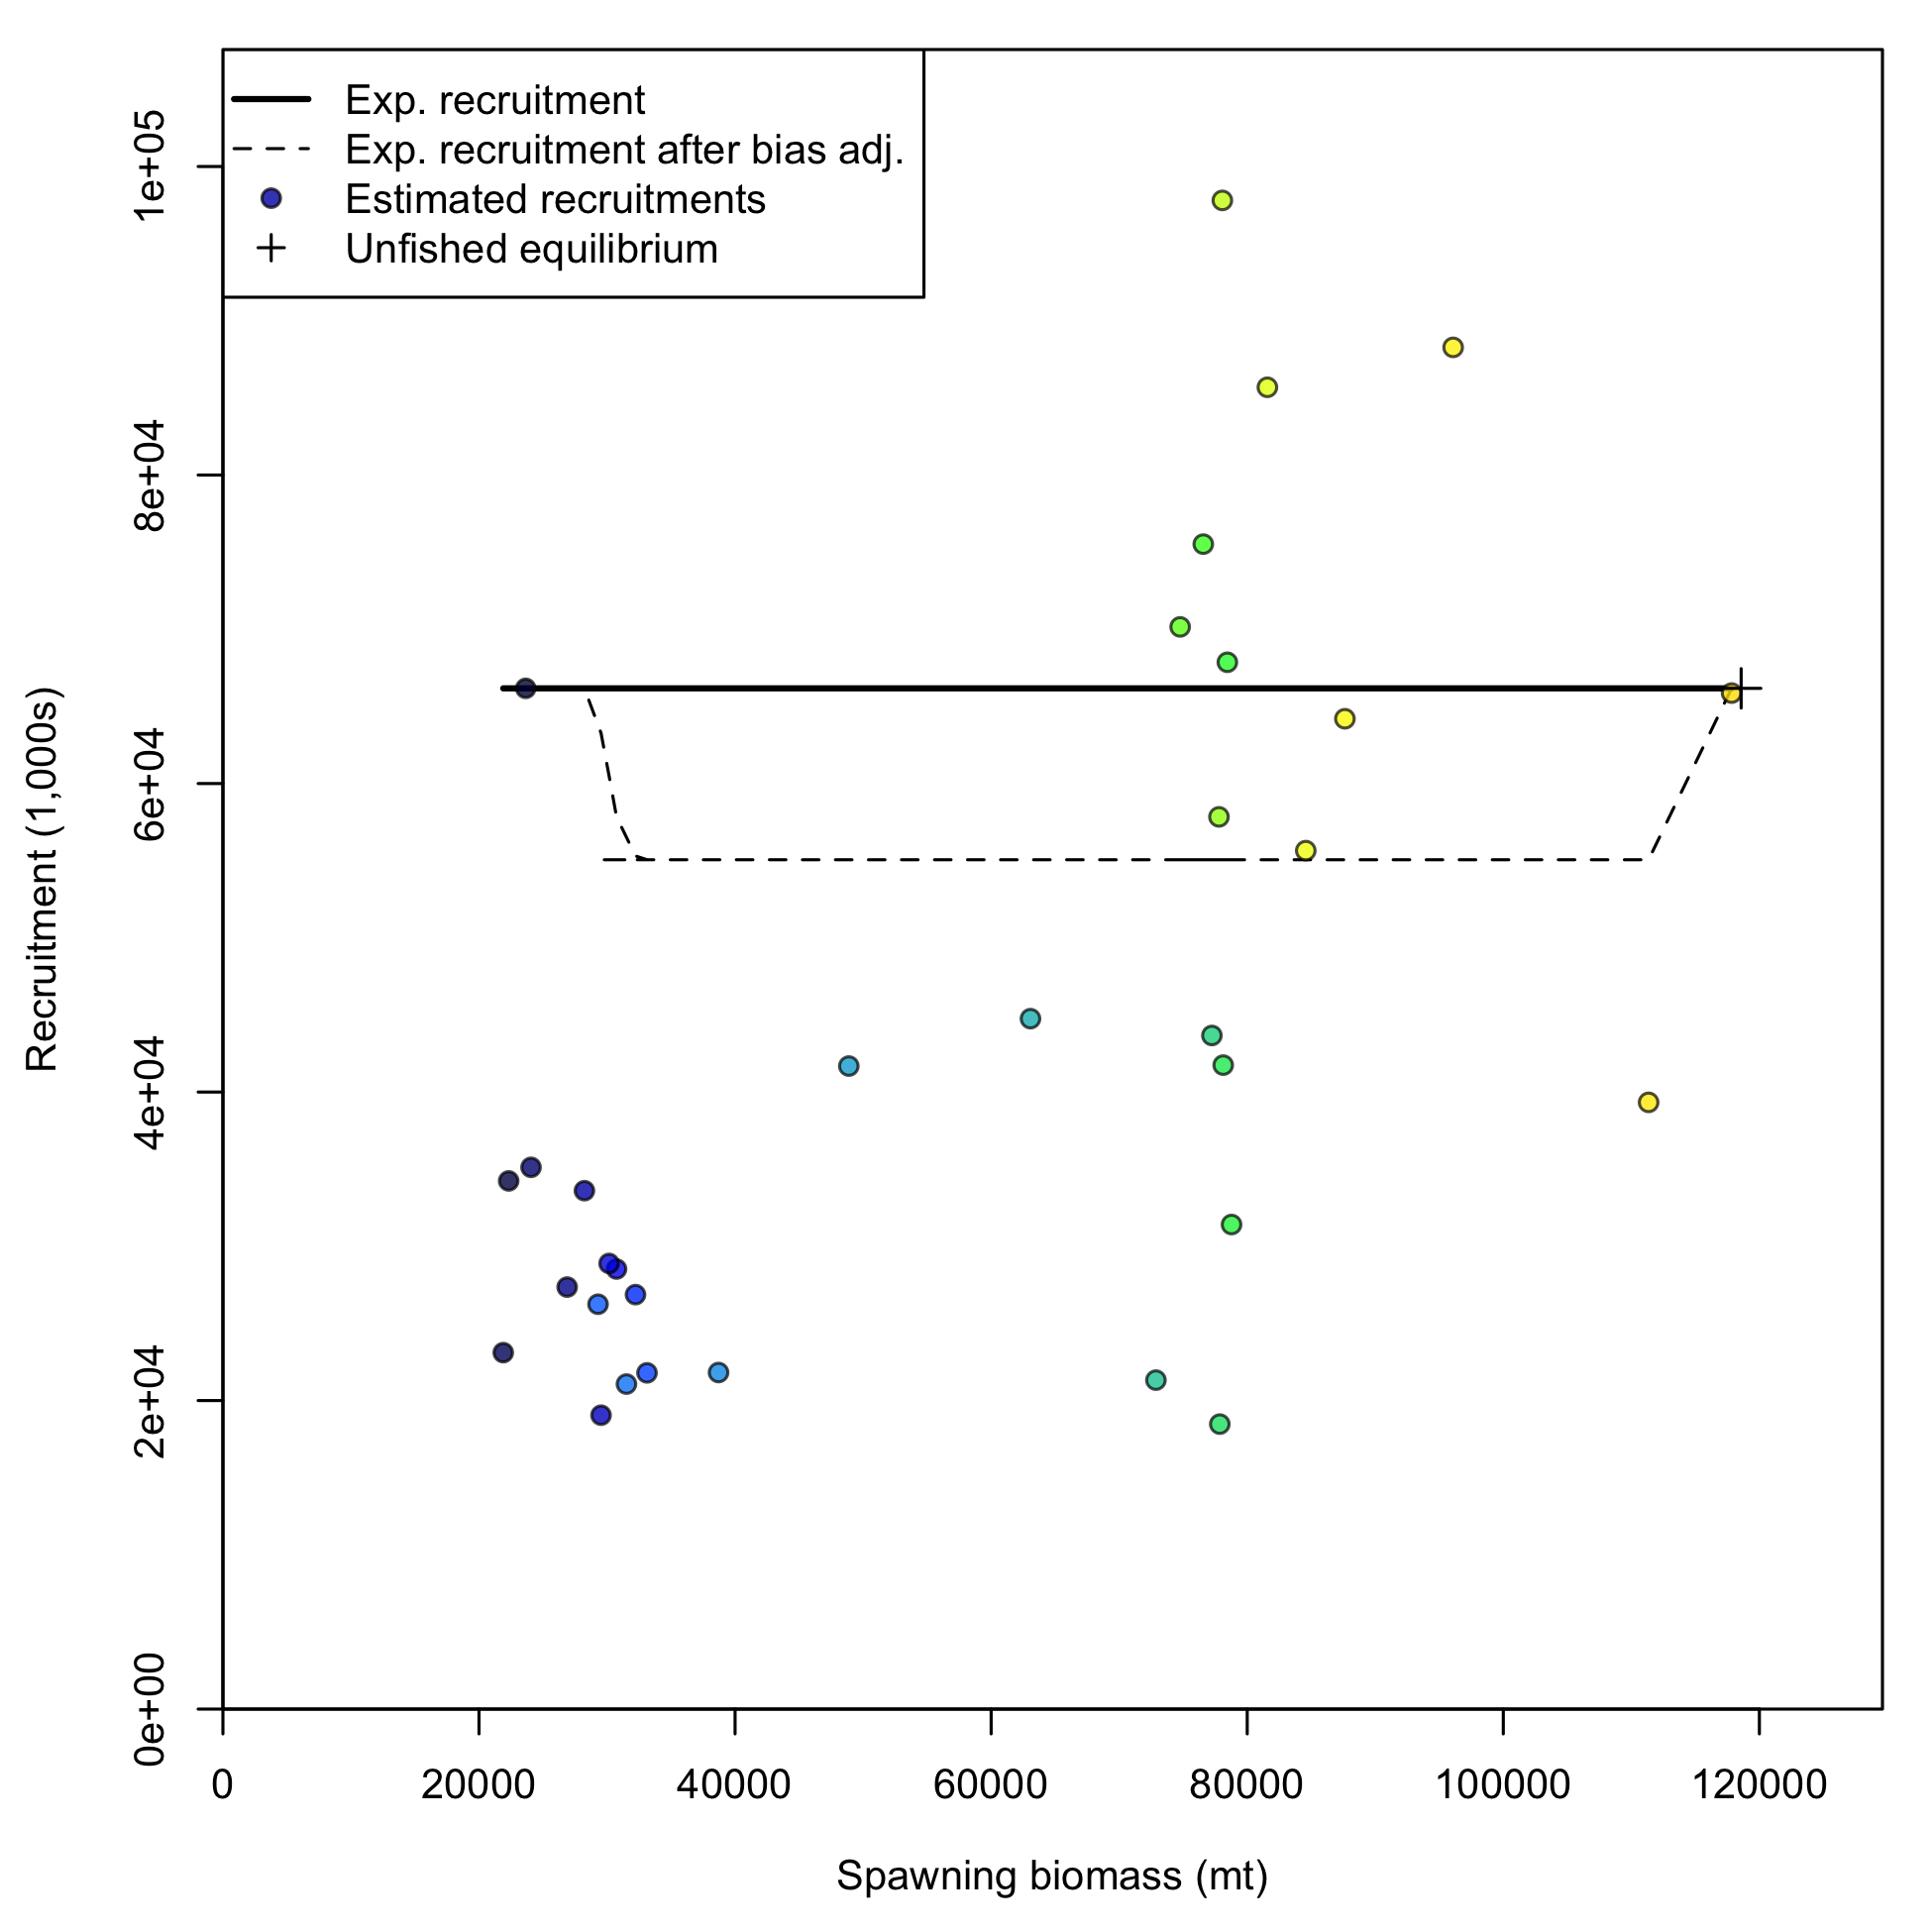 Exp. recruitment
Exp. recruitment after bias adj.
Estimated recruitments
Unfished equilibrium
Recruitment (1,000s)
1e+05
8e+04
6e+04
4e+04
2e+04
0e+00
0 20000 40000 60000 80000 100000 120000
Spawning biomass (mt)